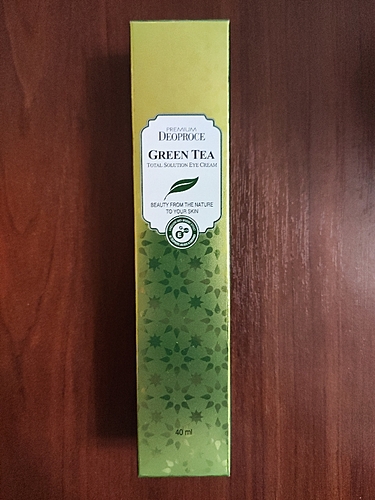 PREMIUM
DEOPROCE
GREEN TEA
TOTAL SOLUTION EYE CREAM
BEAUTY FROM THE NATURE
TO YOUR SKIN
40 ml